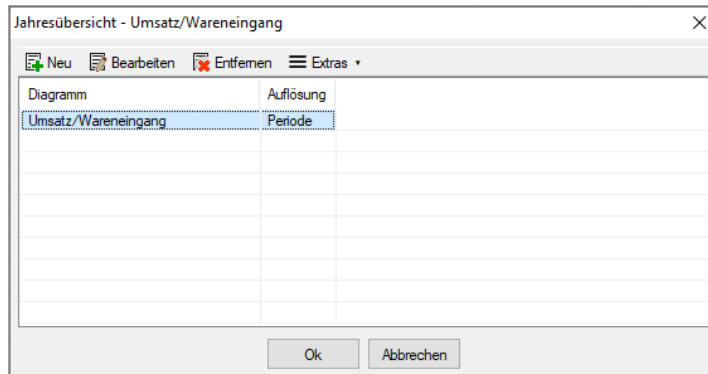 Jahresübersicht - Umsatz/Wareneingang
Neu Bearbeiten Entfernen Extras
Diagramm Auflösung
Umsatz/Wareneingang Periode
Ok Abbrechen